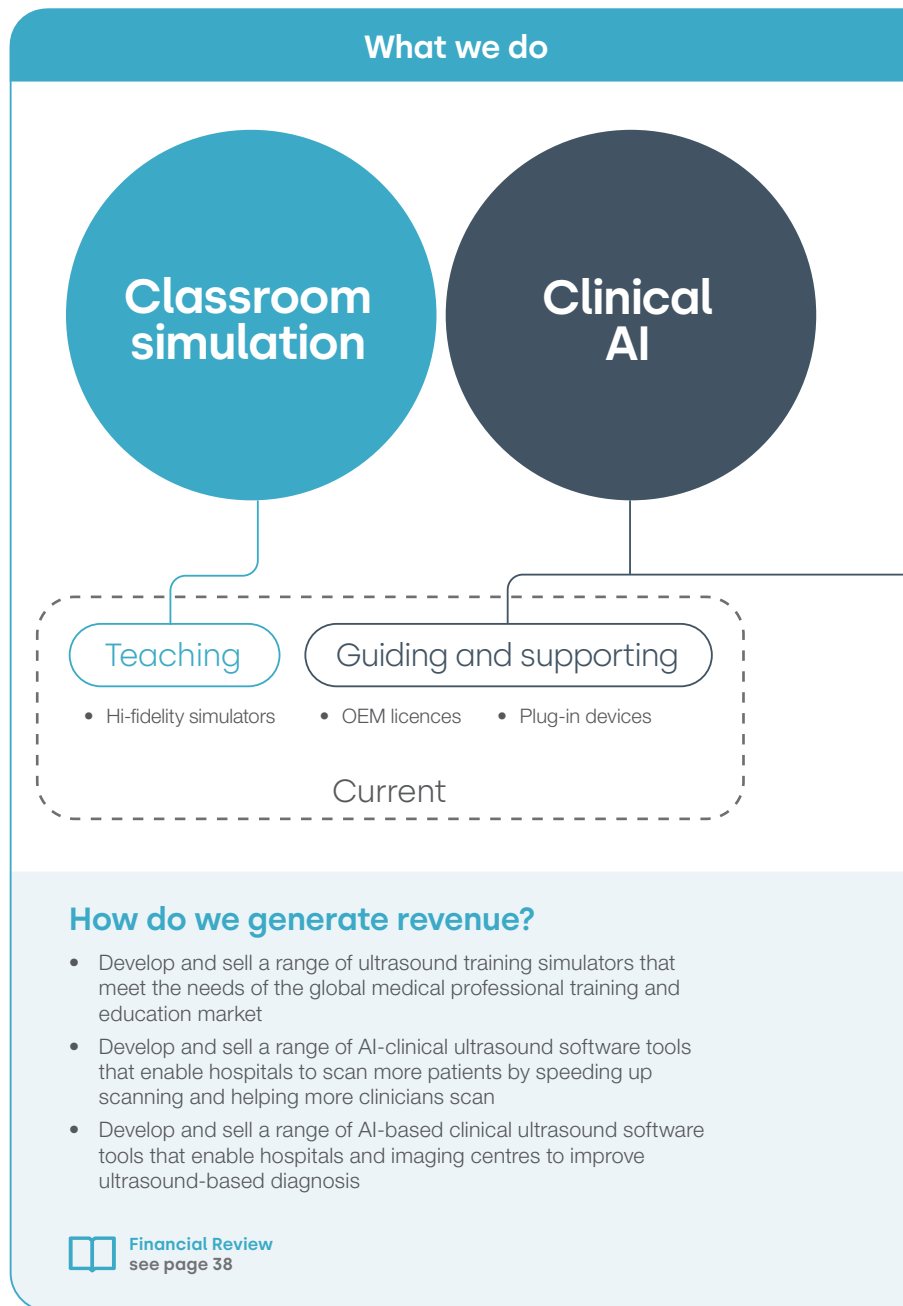 What we do
Classroom
simulation
Clinical
AI
Teaching
Guiding and supporting
• Hi-fidelity simulators
• OEM licences
• Plug-in devices
Current
How do we generate revenue?
• Develop and sell a range of ultrasound training simulators that
meet the needs of the global medical professional training and
education market
• Develop and sell a range of AI-clinical ultrasound software tools
that enable hospitals to scan more patients by speeding up
scanning and helping more clinicians scan
• Develop and sell a range of AI-based clinical ultrasound software
tools that enable hospitals and imaging centres to improve
ultrasound-based diagnosis
Financial Review
see page 38